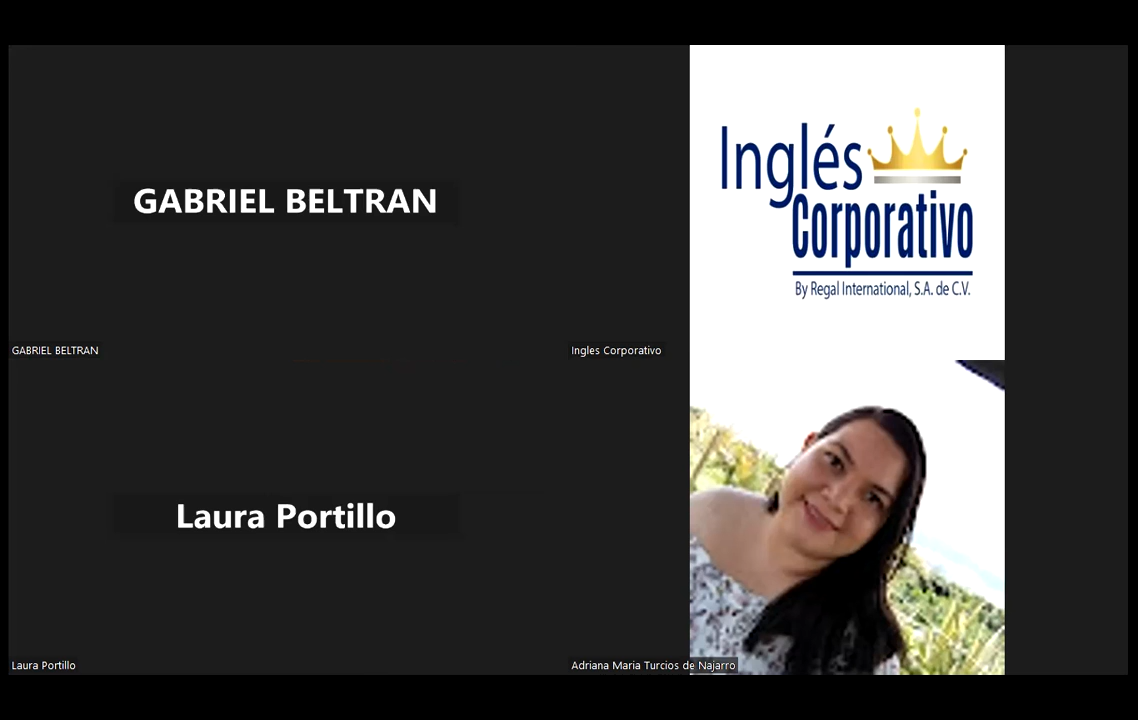 GABRIEL BELTRAN
GABRIEL BELTRAN
Inglés
Corporativo
By Regal International, S.A. de C.V.
Ingles Corporativo
Laura Portillo
Laura Portillo
Adriana Maria Turcios de Najarro